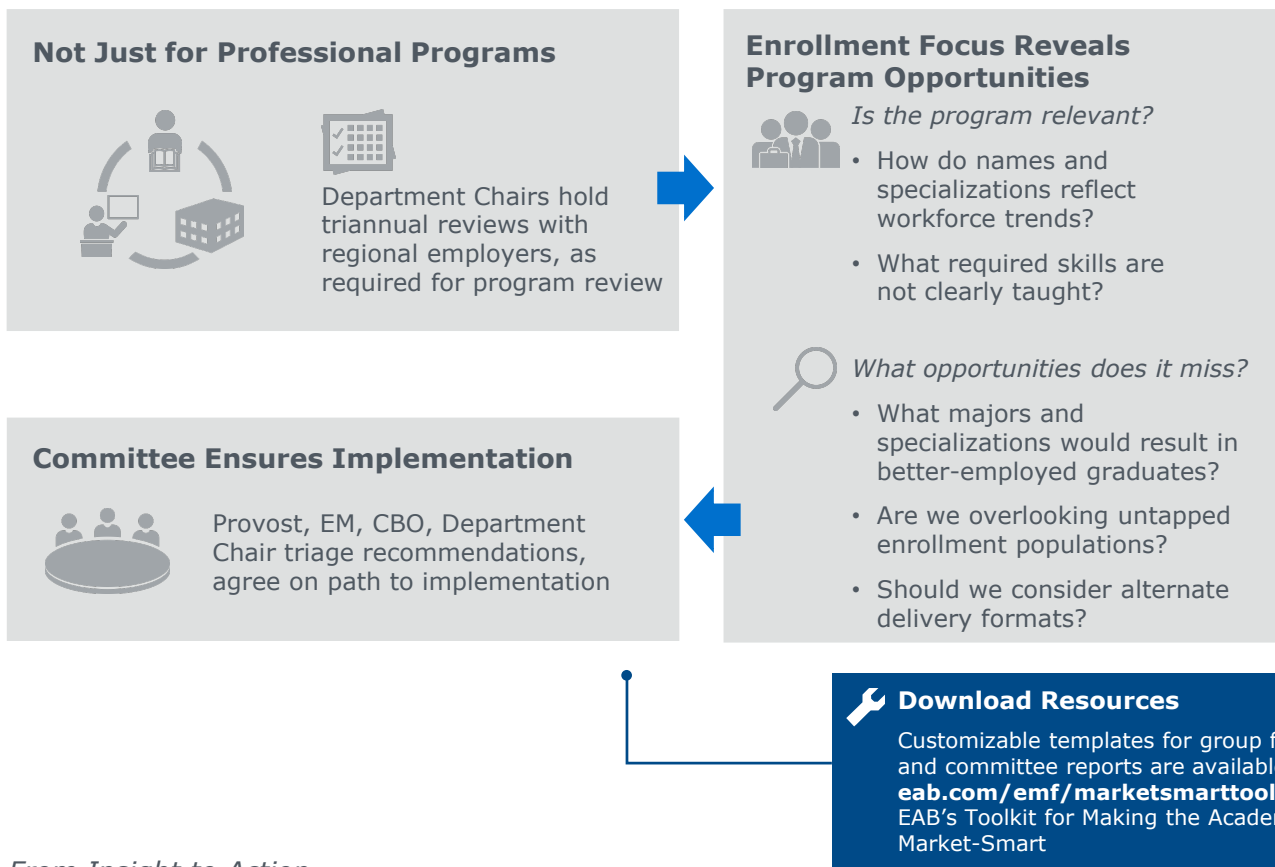 Not Just for Professional Programs
Department Chairs hold
triannual reviews with
regional employers, as
required for program review
Enrollment Focus Reveals
Program Opportunities
Is the program relevant?
• How do names and
specializations reflect
workforce trends?
• What required skills are
not clearly taught?
What opportunities does it miss?
• What majors and
specializations would result in
better-employed graduates?
• Are we overlooking untapped
enrollment populations?
• Should we consider alternate
delivery formats?
Committee Ensures Implementation
Provost, EM, CBO, Department
Chair triage recommendations,
agree on path to implementation
Download Resources
Customizable templates for group
and committee reports are
eab.com/emf/marketsmarttool
EAB's Toolkit for Making the
Market-Smart
From Insight to Action